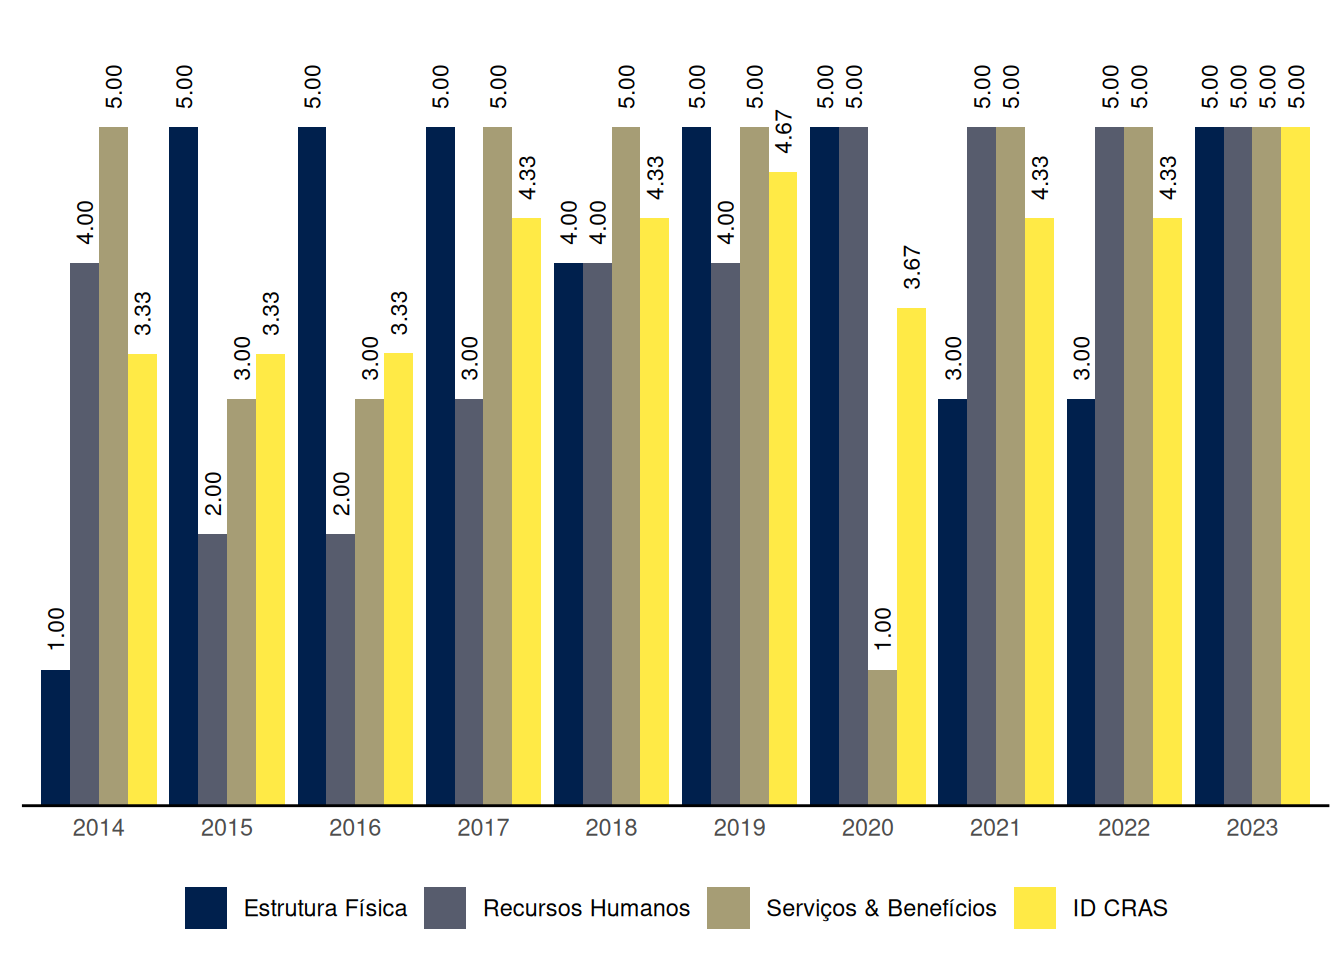 1.00 4.00 5.00 3.33
5.00 2.00 3.00 3.33
5.00 2.00 3.00 3.33
5.00 3.00 5.00 4.33
4.00 4.00 5.00 4.33
5.00 4.00 5.00 4.67
5.00 5.00 1.00 3.67
3.00 5.00 5.00 4.33
3.00 5.00 5.00 4.33
5.00 5.00 5.00 5.00
2014 2015 2016 2017 2018 2019 2020 2021 2022 2023
Estrutura Física Recursos Humanos Serviços & Benefícios ID CRAS